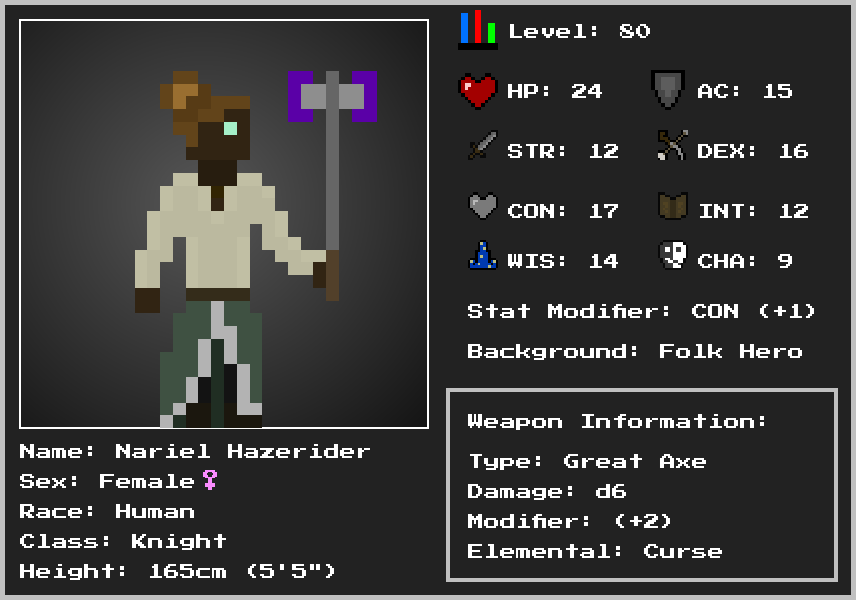 Level: 80
HP: 24
AC: 15
STR: 12
DEX: 16
CON: 17
INT: 12
WIS: 14
CHA: 9
Stat Modifier: CON (+1)
Background: Folk Hero
Weapon Information:
Type: Great Axe
Damage: d6
Modifier: (+2)
Elemental: Curse
Name: Nariel Hazerider
Sex: Female♀
Race: Human
Class: Knight
Height: 165cm (5'5")